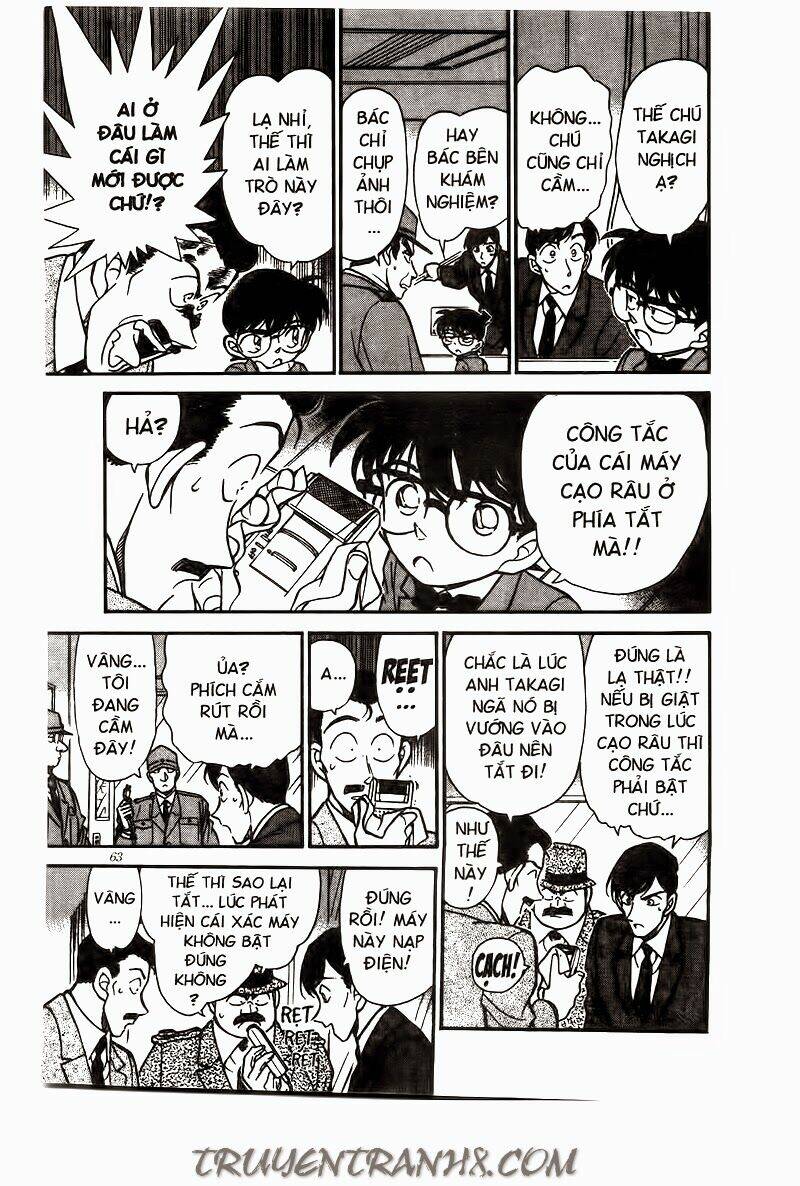 THẾ CHÚ
TAKAGI
NGHỊCH
Ạ?
KHÔNG...
CHÚ
CŨNG CHỈ
CẦM...
HAY
BÁC BÊN
KHÁM
NGHIỆM?
BÁC
CHỈ
CHỤP
ẢNH
THÔI
...
LẠ NHỈ,
THẾ THÌ
AI LÀM
TRÒ NÀY
ĐÂY?
AI Ở
ĐÂU LÀM
CÁI GÌ
MỚI ĐƯỢC
CHỨ!?
CÔNG TẮC
CỦA CÁI MÁY
CẠO RÂU Ở
PHÍA TẮT
MÀ!!
HẢ?
ĐÚNG LÀ
LẠ THẬT!!
NẾU BỊ GIẬT
TRONG LÚC
CẠO RÂU THÌ
CÔNG TẮC
PHẢI BẬT
CHỨ...
CHẮC LÀ LÚC
ANH TAKAGI
NGÃ NÓ BỊ
VƯỚNG VÀO
ĐÂU NÊN
TẮT ĐI!
NHƯ
THẾ
NÀY
!
CẠCH!
REET
...
A...
ỦA?
PHÍCH CẮM
RÚT RỒI
MÀ...
VÂNG...
TÔI
ĐANG
CẦM
ĐÂY!
63
ĐÚNG
RỒI! MÁY
NÀY NẠP
ĐIỆN!
THẾ THÌ SAO LẠI
TẮT... LÚC PHÁT
HIỆN CÁI XÁC MÁY
KHÔNG BẬT
ĐÚNG
KHÔNG
?
RẸT
RẸT
RẸT
VÂNG
...
TRUYENTRANH8.COM